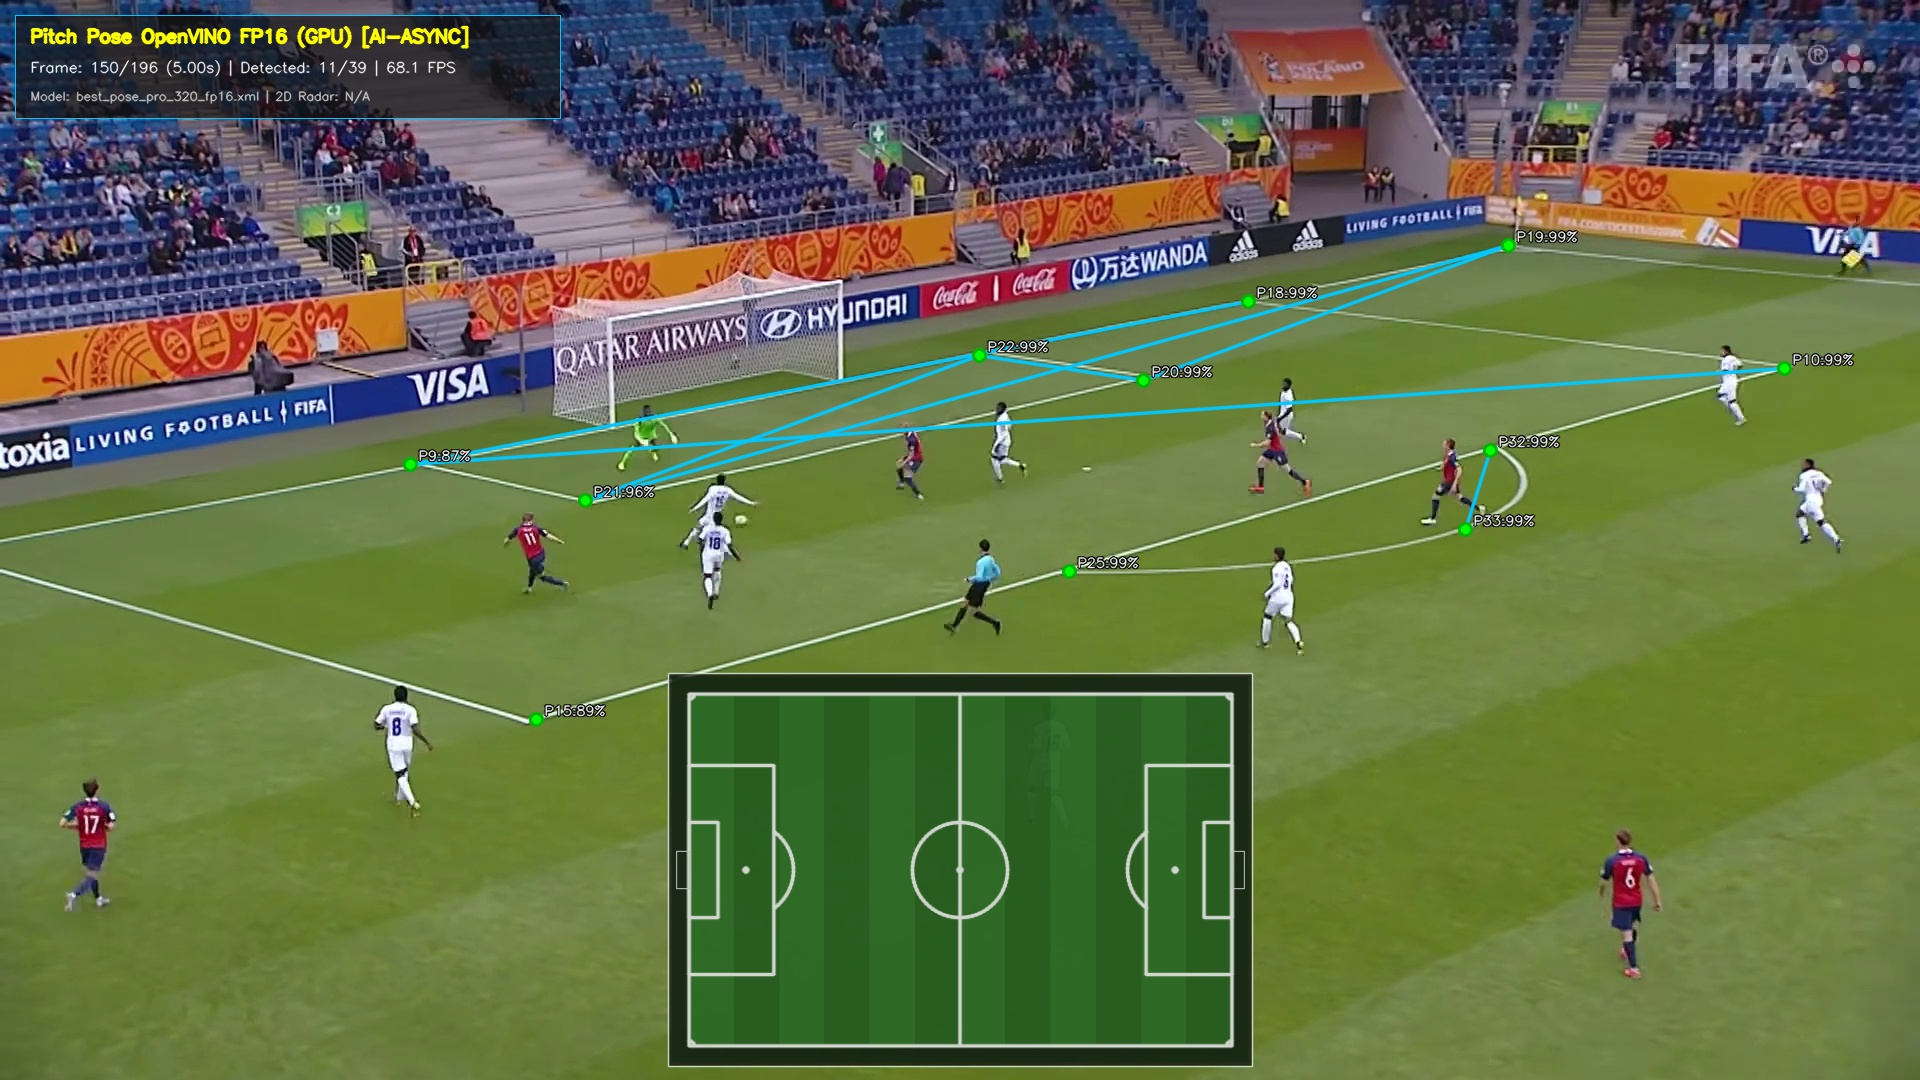 Pitch Pose OpenVINO FP16 (GPU) [AI-ASYNC]
Frame: 150/196 (5.00s) | Detected: 11/39 | 68.1 FPS
Model: best_pose_pro_320_fp16.xml | 2D Radar: N/A
FIFA®
POLAND
C3
LIVING FOOTBALL FIFA
VISA
P19:99%
万达WANDA
adidas
adidas
Coca-Cola
Coca-Cola
P18:99%
HYUNDAI
QATAR AIRWAYS
P22:99%
P20:99%
P10:99%
VISA
toxia
LIVING FOOTBALL FIFA
P9:87%
P32:99%
P21:96%
P33:99%
11
18
P25:99%
P15:89%
8
17
6